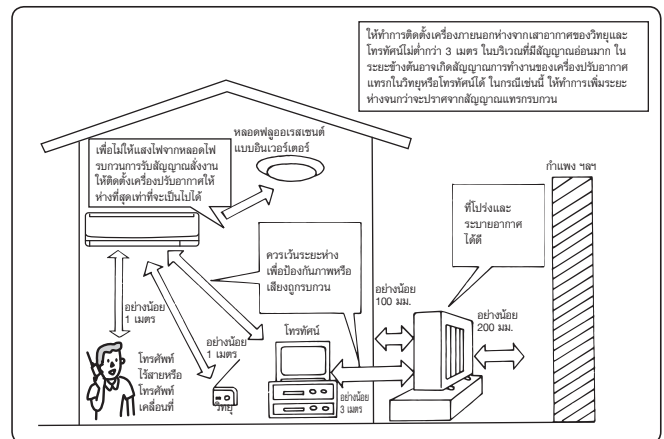 ให้ทำการติดตั้งเครื่องภายนอกห่างจากเสาอากาศของวิทยุและ
โทรทัศน์ไม่ต่ำกว่า 3 เมตร ในบริเวณที่มีสัญญาณอ่อนมาก ใน
ระยะข้างต้นอาจเกิดสัญญาณการทำงานของเครื่องปรับอากาศ
แทรกในวิทยุหรือโทรทัศน์ได้ ในกรณีเช่นนี้ ให้ทำการเพิ่มระยะ
ห่างจนกว่าจะปราศจากสัญญาณแทรกรบกวน
หลอดฟลูออเรสเซนต์
แบบอินเวอร์เตอร์
เพื่อไม่ให้แสงไฟจากหลอดไฟ
รบกวนการรับสัญญาณสั่งงาน
ให้ติดตั้งเครื่องปรับอากาศให้
ห่างที่สุดเท่าที่จะเป็นไปได้
กำแพง ฯลฯ
ที่โปร่งและ
ระบายอากาศ
ได้ดี
ควรเว้นระยะห่าง
เพื่อป้องกันภาพหรือ
เสียงถูกรบกวน
อย่างน้อย
100 มม.
อย่างน้อย
200 มม.
อย่างน้อย
1 เมตร
อย่างน้อย
1 เมตร
โทรทัศน์
โทรศัพท์
ไร้สายหรือ
โทรศัพท์
เคลื่อนที่
วิทยุ
อย่างน้อย
3 เมตร